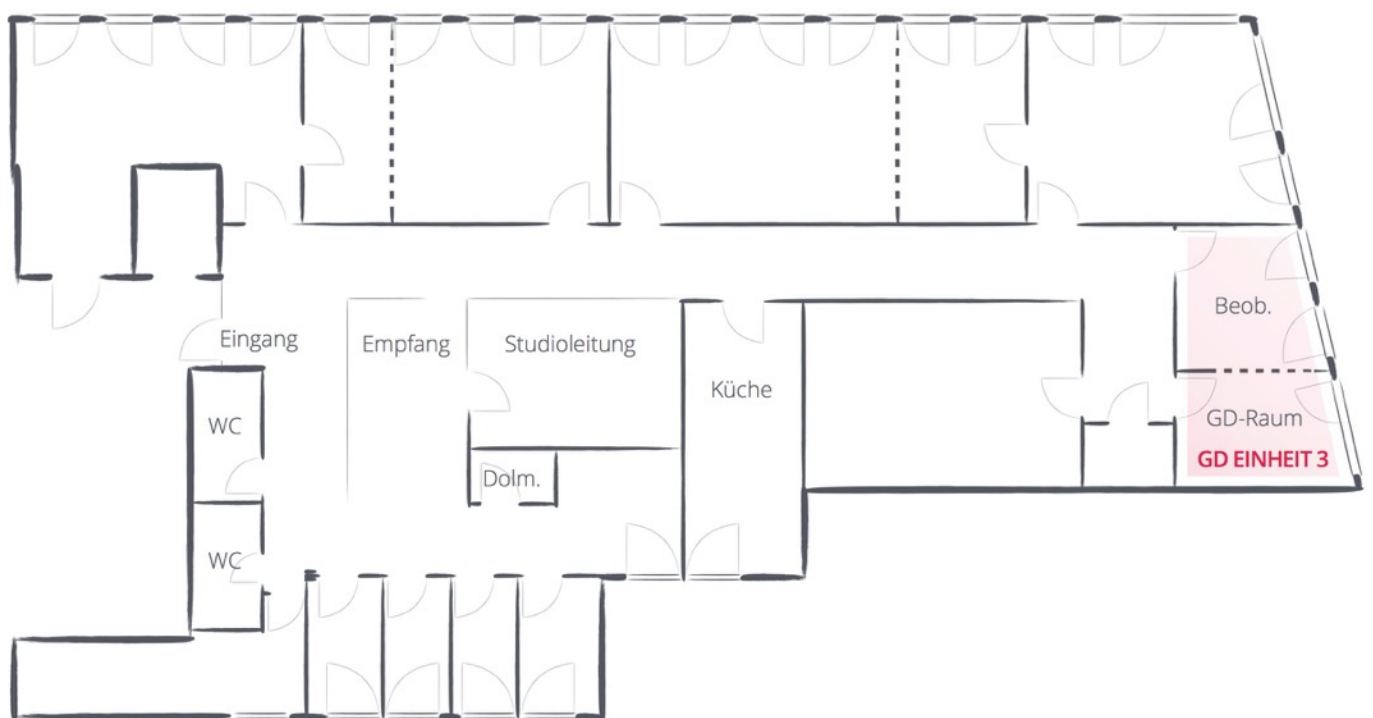 Beob.
Eingang
Empfang
Studioleitung
Küche
GD-Raum
WC
GD EINHEIT 3
Dolm.
WC